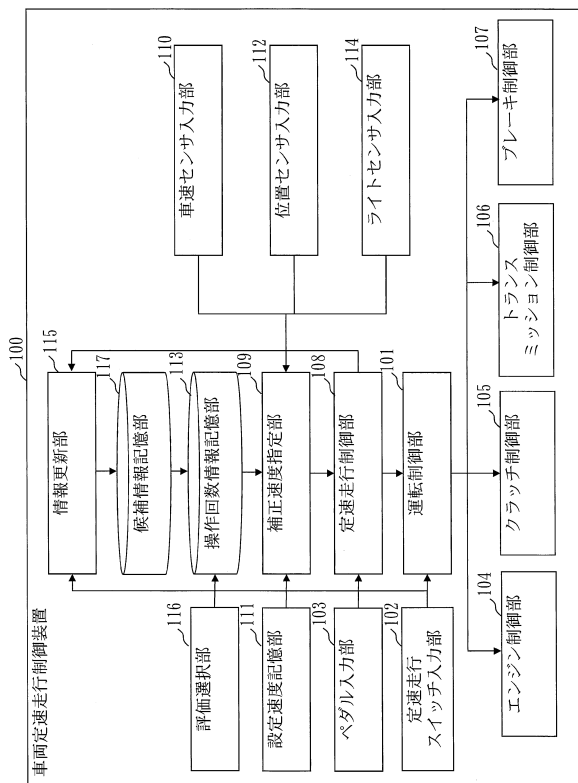 100
車両定速走行制御装置
115
情報更新部
117
候補情報記憶部
113
操作回数情報記憶部
109
補正速度指定部
108
定速走行制御部
101
運転制御部
116
評価選択部
111
設定速度記憶部
103
ペダル入力部
102
定速走行
スイッチ入力部
110
車速センサ入力部
112
位置センサ入力部
114
ライトセンサ入力部
104
エンジン制御部
105
クラッチ制御部
106
トランス
ミッション制御部
107
ブレーキ制御部